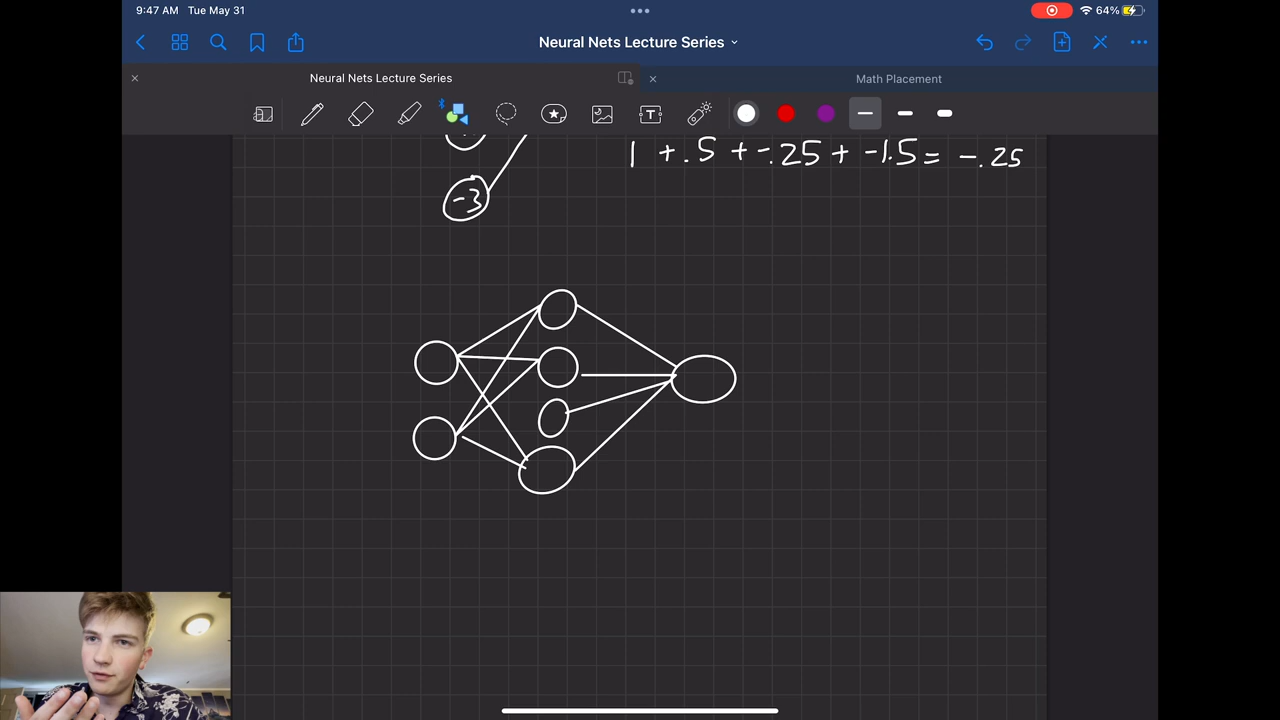 9:47 AM Tue May 31
64%
Neural Nets Lecture Series
Neural Nets Lecture Series
Math Placement
T
1 + .5 + -.25 + -1.5 = -.25
-3